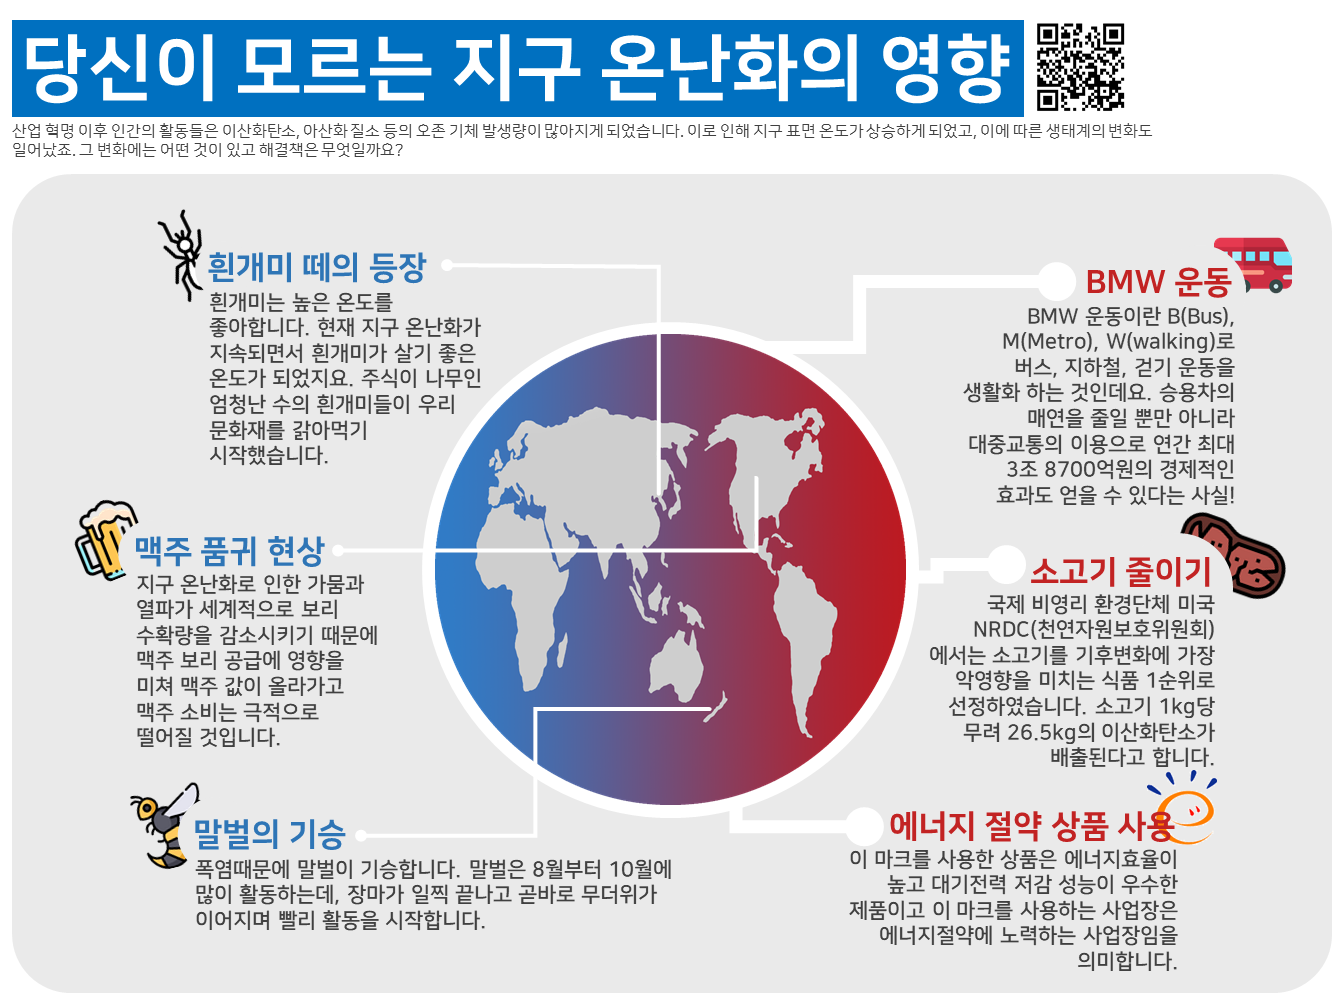 당신이 모르는 지구 온난화의 영향
산업 혁명 이후 인간의 활동들은 이산화탄소, 아산화 질소 등의 오존 기체 발생량이 많아지게 되었습니다. 이로 인해 지구 표면 온도가 상승하게 되었고, 이에 따른 생태계의 변화도
일어났죠. 그 변화에는 어떤 것이 있고 해결책은 무엇일까요?
흰개미 떼의 등장
흰개미는 높은 온도를
좋아합니다. 현재 지구 온난화가
지속되면서 흰개미가 살기 좋은
온도가 되었지요. 주식이 나무인
엄청난 수의 흰개미들이 우리
문화재를 갉아먹기
시작했습니다.
맥주 품귀 현상
지구 온난화로 인한 가뭄과
열파가 세계적으로 보리
수확량을 감소시키기 때문에
맥주 보리 공급에 영향을
미쳐 맥주 값이 올라가고
맥주 소비는 극적으로
떨어질 것입니다.
말벌의 기승
폭염때문에 말벌이 기승합니다. 말벌은 8월부터 10월에
많이 활동하는데, 장마가 일찍 끝나고 곧바로 무더위가
이어지며 빨리 활동을 시작합니다.
BMW 운동
BMW 운동이란 B(Bus),
M(Metro), W(walking)로
버스, 지하철, 걷기 운동을
생활화 하는 것인데요. 승용차의
매연을 줄일 뿐만 아니라
대중교통의 이용으로 연간 최대
3조 8700억원의 경제적인
효과도 얻을 수 있다는 사실!
소고기 줄이기
국제 비영리 환경단체 미국
NRDC(천연자원보호위원회)
에서는 소고기를 기후변화에 가장
악영향을 미치는 식품 1순위로
선정하였습니다. 소고기 1kg당
무려 26.5kg의 이산화탄소가
배출된다고 합니다.
에너지 절약 상품 사용
이 마크를 사용한 상품은 에너지효율이
높고 대기전력 저감 성능이 우수한
제품이고 이 마크를 사용하는 사업장은
에너지절약에 노력하는 사업장임을
의미합니다.